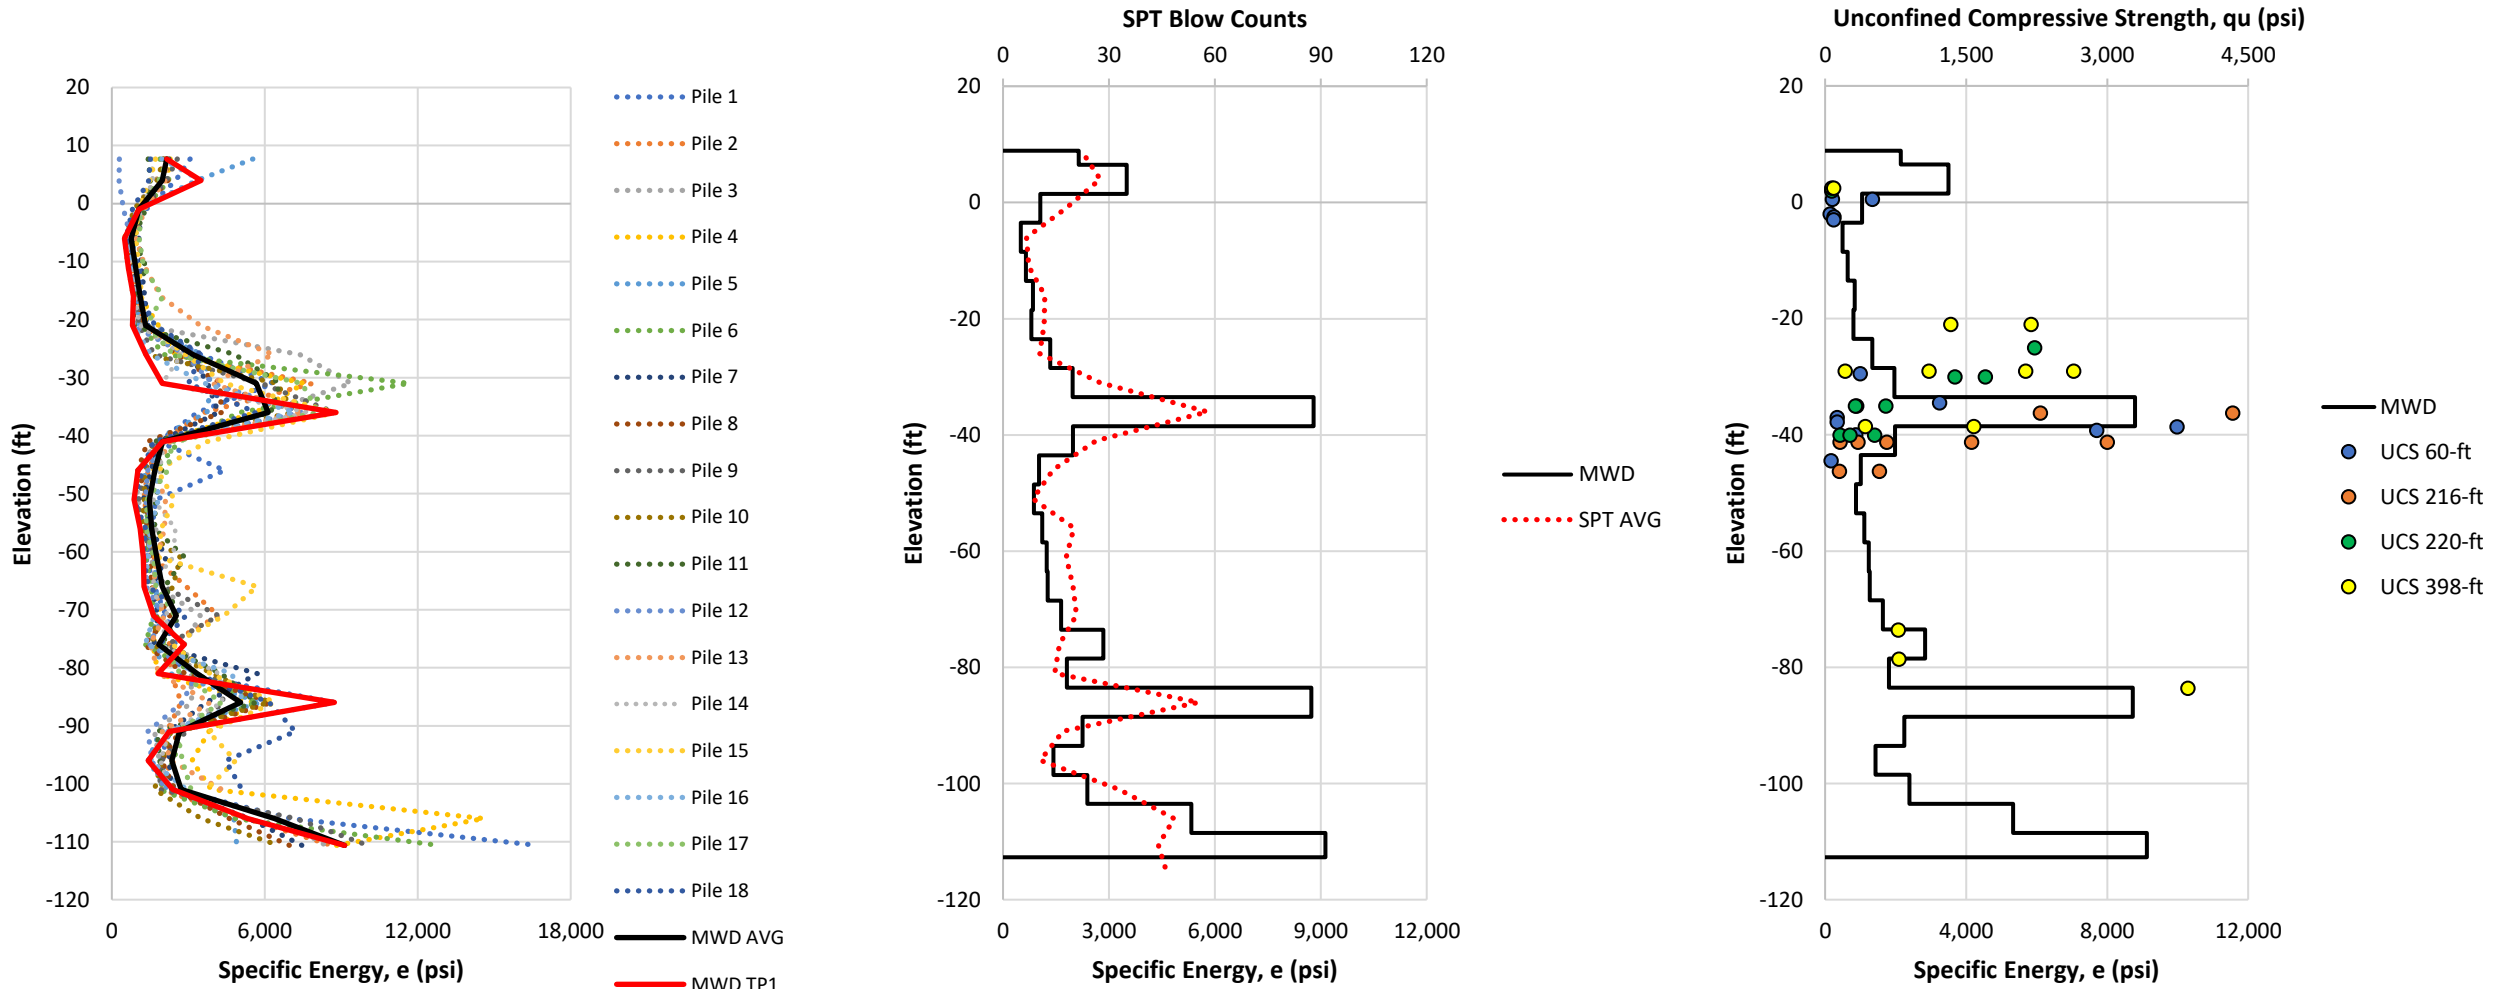 20
10
0
-10
-20
-30
-40
-50
-60
-70
-80
-90
-100
-110
-120
0
6,000
12,000
18,000
Elevation (ft)
Specific Energy, e (psi)
Pile 1
Pile 2
Pile 3
Pile 4
Pile 5
Pile 6
Pile 7
Pile 8
Pile 9
Pile 10
Pile 11
Pile 12
Pile 13
Pile 14
Pile 15
Pile 16
Pile 17
Pile 18
MWD AVG
MWD TP1
SPT Blow Counts
0
30
60
90
120
20
0
-20
-40
-60
-80
-100
-120
0
3,000
6,000
9,000
12,000
Elevation (ft)
Specific Energy, e (psi)
MWD
SPT AVG
Unconfined Compressive Strength, qu (psi)
0
1,500
3,000
4,500
20
0
-20
-40
-60
-80
-100
-120
0
4,000
8,000
12,000
Elevation (ft)
Specific Energy, e (psi)
MWD
UCS 60-ft
UCS 216-ft
UCS 220-ft
UCS 398-ft